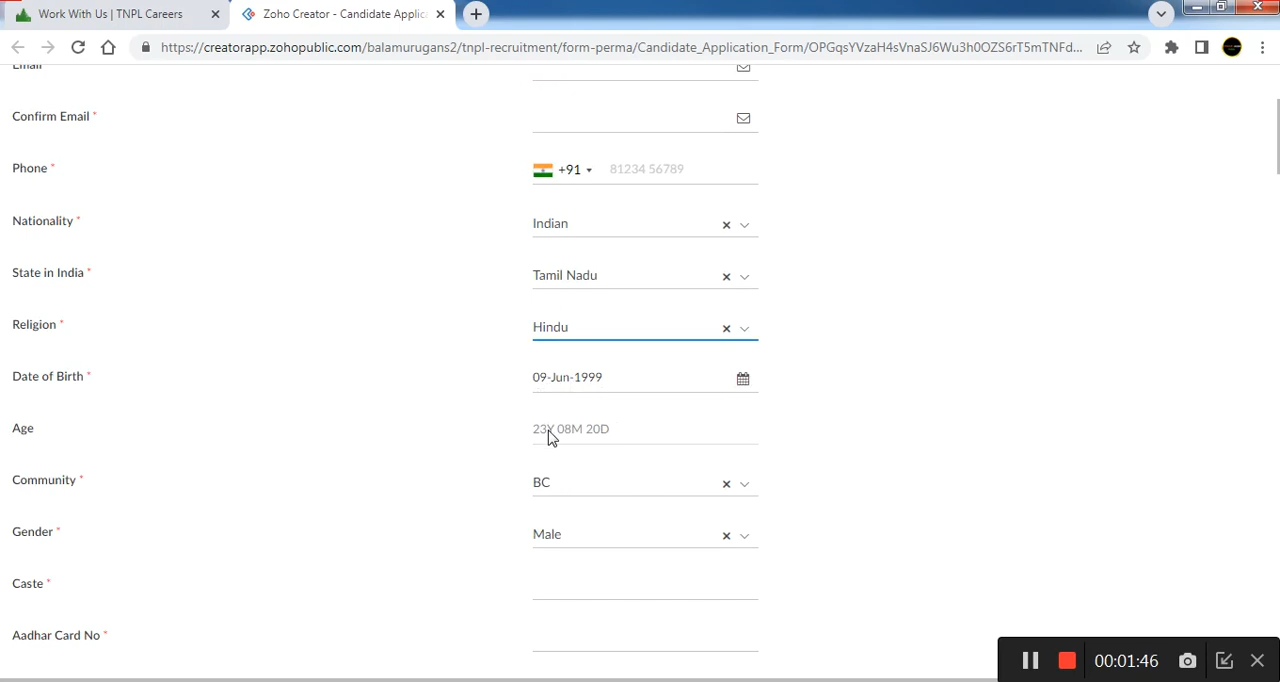 Work With Us | TNPL Careers
Zoho Creator - Candidate Applic
https://creatorapp.zohopublic.com/balamurugans2/tnpl-recruitment/form-perma/Candidate_Application_Form/OPGqsYVzaH4sVnaSJ6Wu3h0OZS6rT5mTNFd...
Email
Confirm Email *
Phone * +91 81234 56789
Nationality * Indian
State in India * Tamil Nadu
Religion * Hindu
Date of Birth * 09-Jun-1999
Age 23Y 08M 20D
Community * BC
Gender * Male
Caste *
Aadhar Card No *
00:01:46